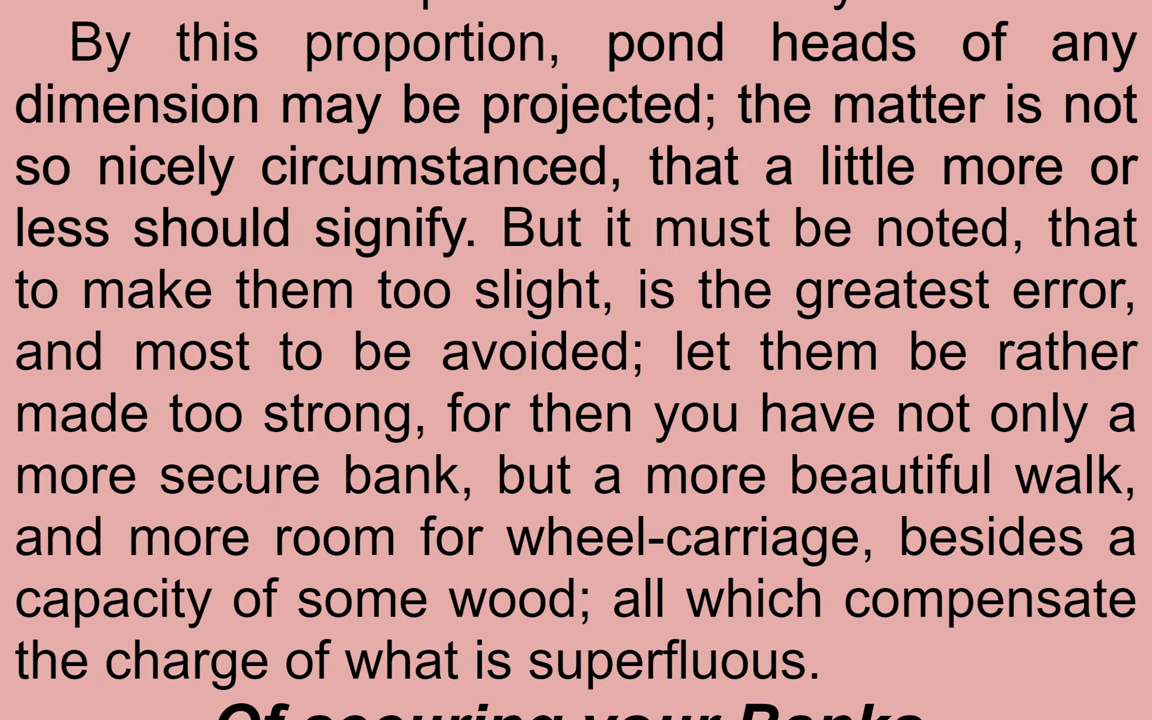 By this proportion, pond heads of any
dimension may be projected; the matter is not
so nicely circumstanced, that a little more or
less should signify. But it must be noted, that
to make them too slight, is the greatest error,
and most to be avoided; let them be rather
made too strong, for then you have not only a
more secure bank, but a more beautiful walk,
and more room for wheel-carriage, besides a
capacity of some wood; all which compensate
the charge of what is superfluous.
Of securing your Banks